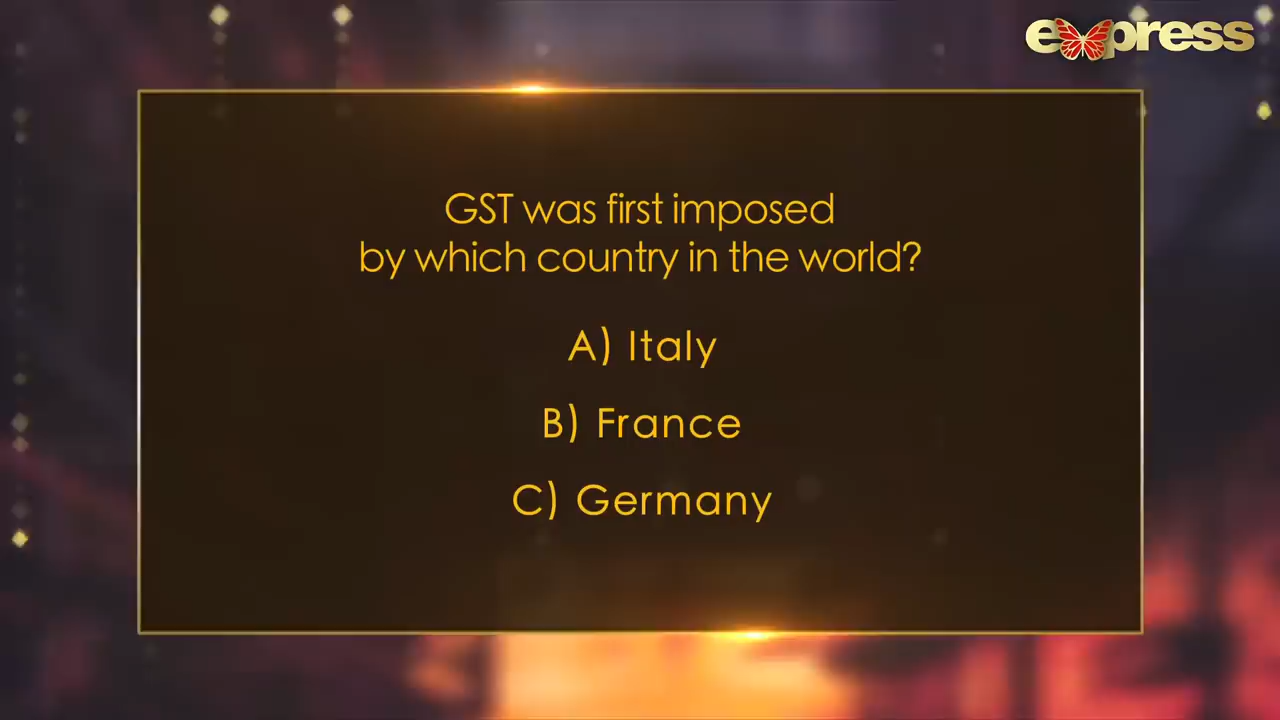 express
GST was first imposed
by which country in the world?
A) Italy
B) France
C) Germany